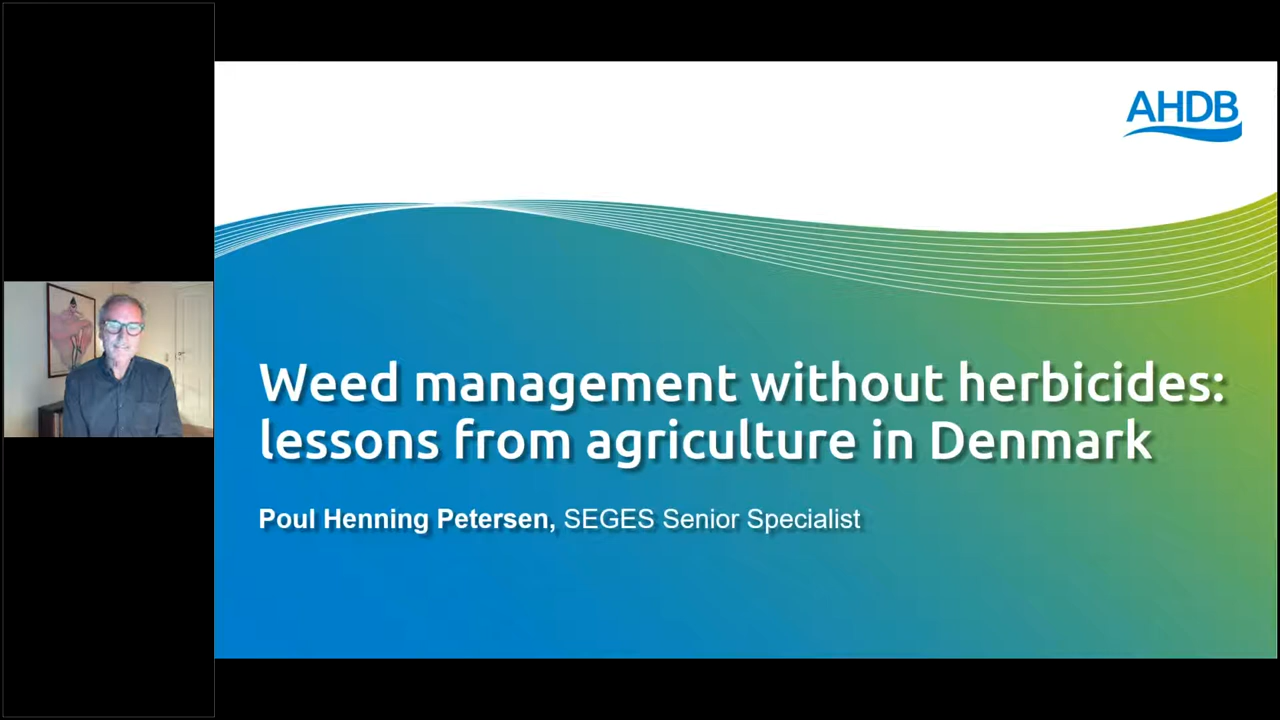 AHDB
Weed management without herbicides:
lessons from agriculture in Denmark
Poul Henning Petersen, SEGES Senior Specialist